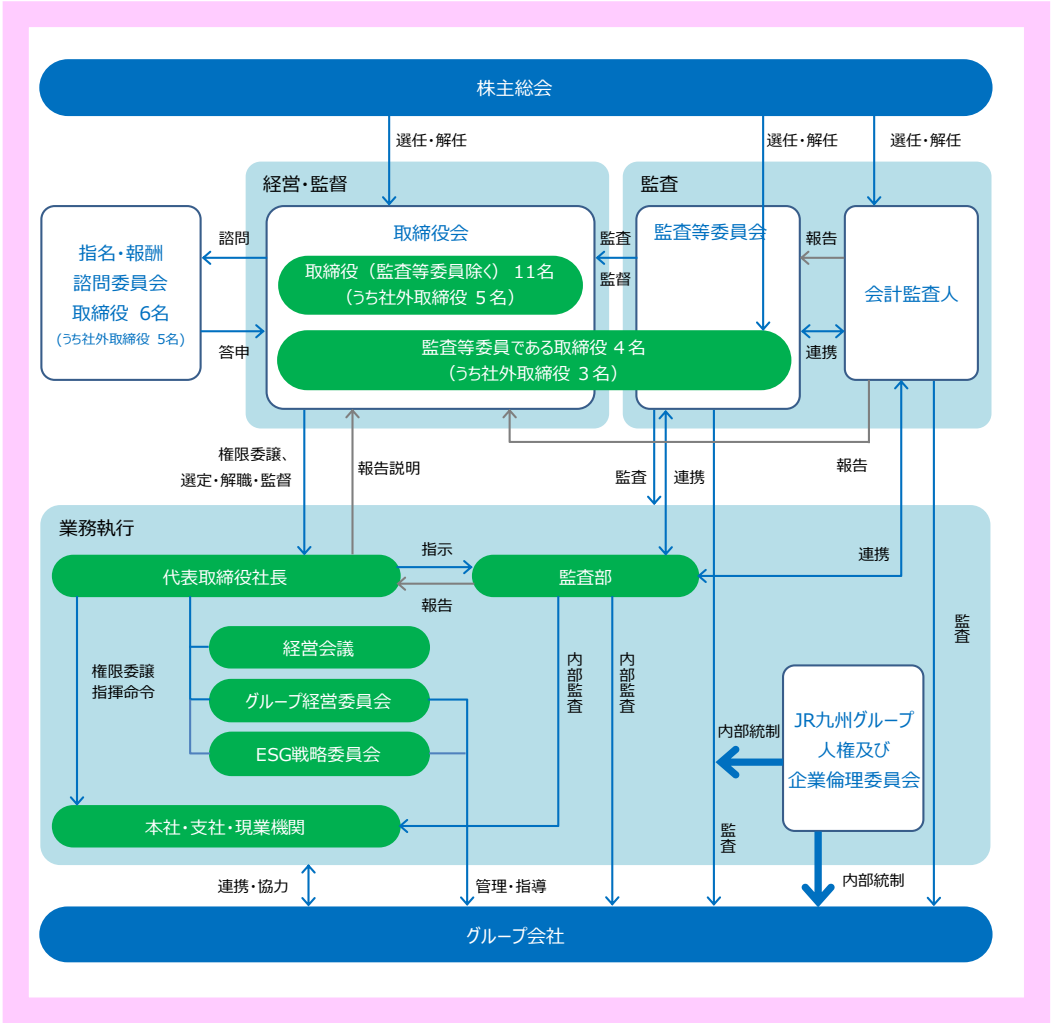 株主総会
選任・解任
選任・解任
選任・解任
経営・監督
監査
指名・報酬
諮問委員会
取締役 6名
(うち社外取締役 5名)
諮問
答申
取締役会
取締役（監査等委員除く） 11名
（うち社外取締役 ５名）
監査等委員である取締役 ４名
（うち社外取締役 ３名）
監査
監督
監査等委員会
報告
連携
会計監査人
権限委譲、
選定・解職・監督
報告説明
監査
連携
報告
業務執行
代表取締役社長
指示
報告
監査部
連携
監査
権限委譲
指揮命令
経営会議
グループ経営委員会
ESG戦略委員会
内部監査
内部監査
内部統制
JR九州グループ
人権及び
企業倫理委員会
本社・支社・現業機関
監査
連携・協力
管理・指導
内部統制
グループ会社